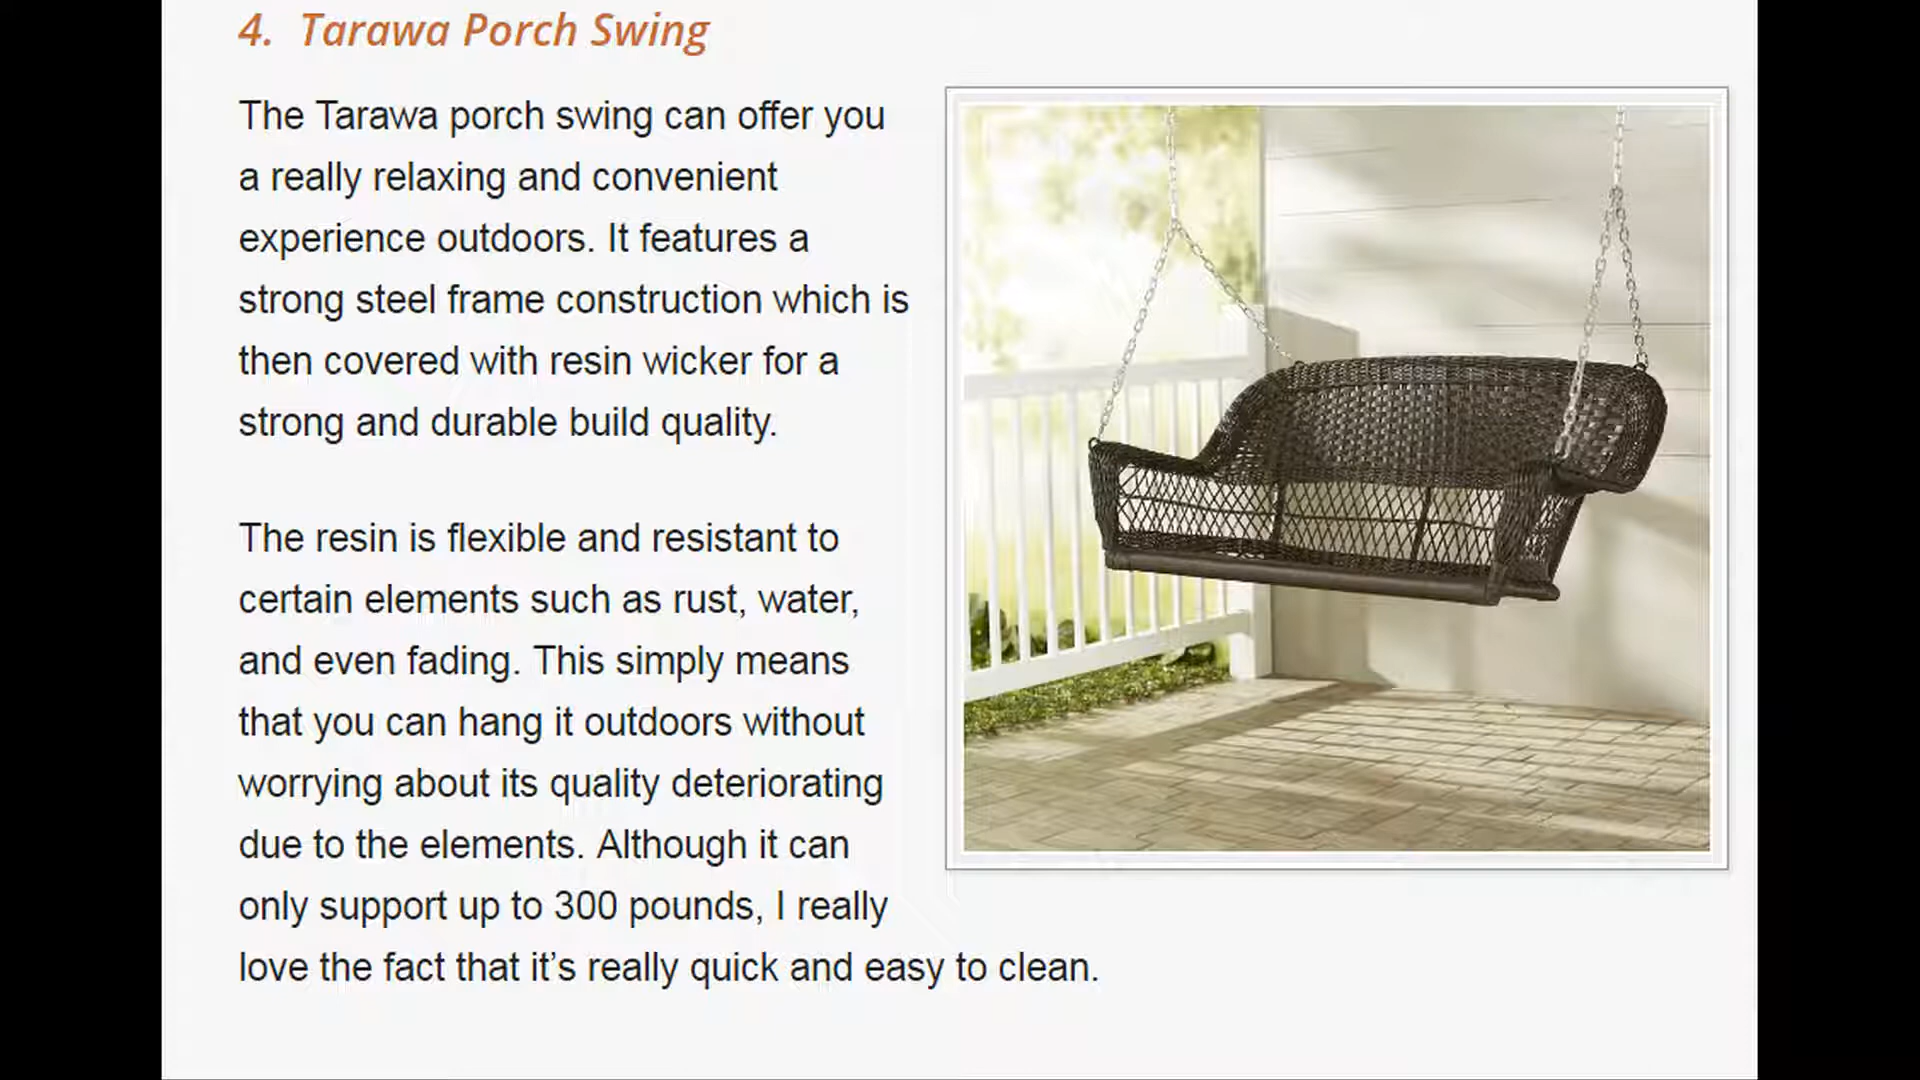 4. Tarawa Porch Swing
The Tarawa porch swing can offer you
a really relaxing and convenient
experience outdoors. It features a
strong steel frame construction which is
then covered with resin wicker for a
strong and durable build quality.
The resin is flexible and resistant to
certain elements such as rust, water,
and even fading. This simply means
that you can hang it outdoors without
worrying about its quality deteriorating
due to the elements. Although it can
only support up to 300 pounds, I really
love the fact that it’s really quick and easy to clean.